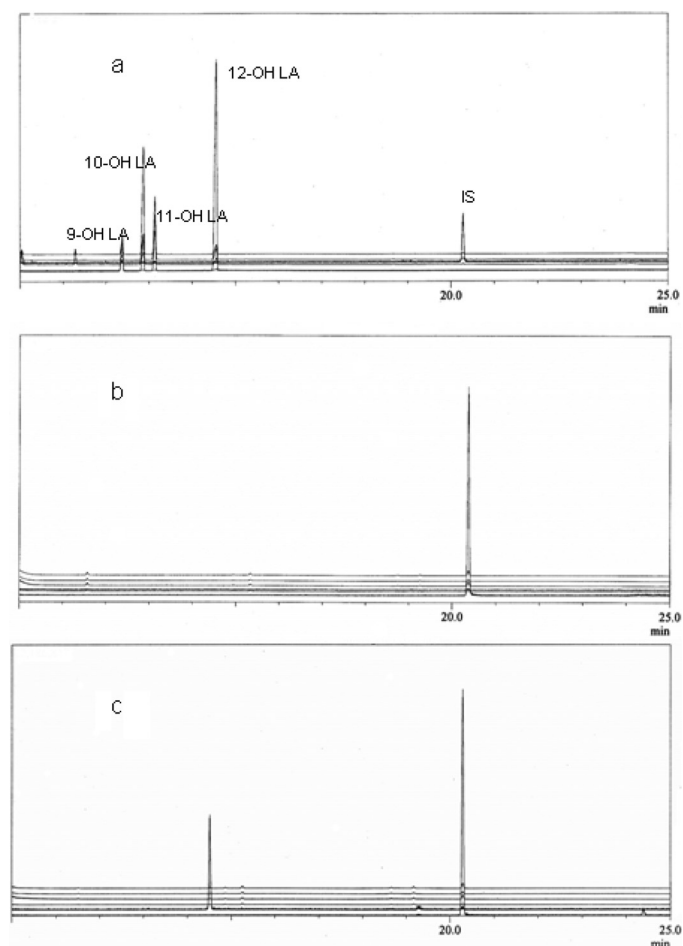 a
12-OH LA
10-OH LA
11-OH LA
9-OH LA
IS
20.0 25.0
min
b
20.0 25.0
min
c
20.0 25.0
min